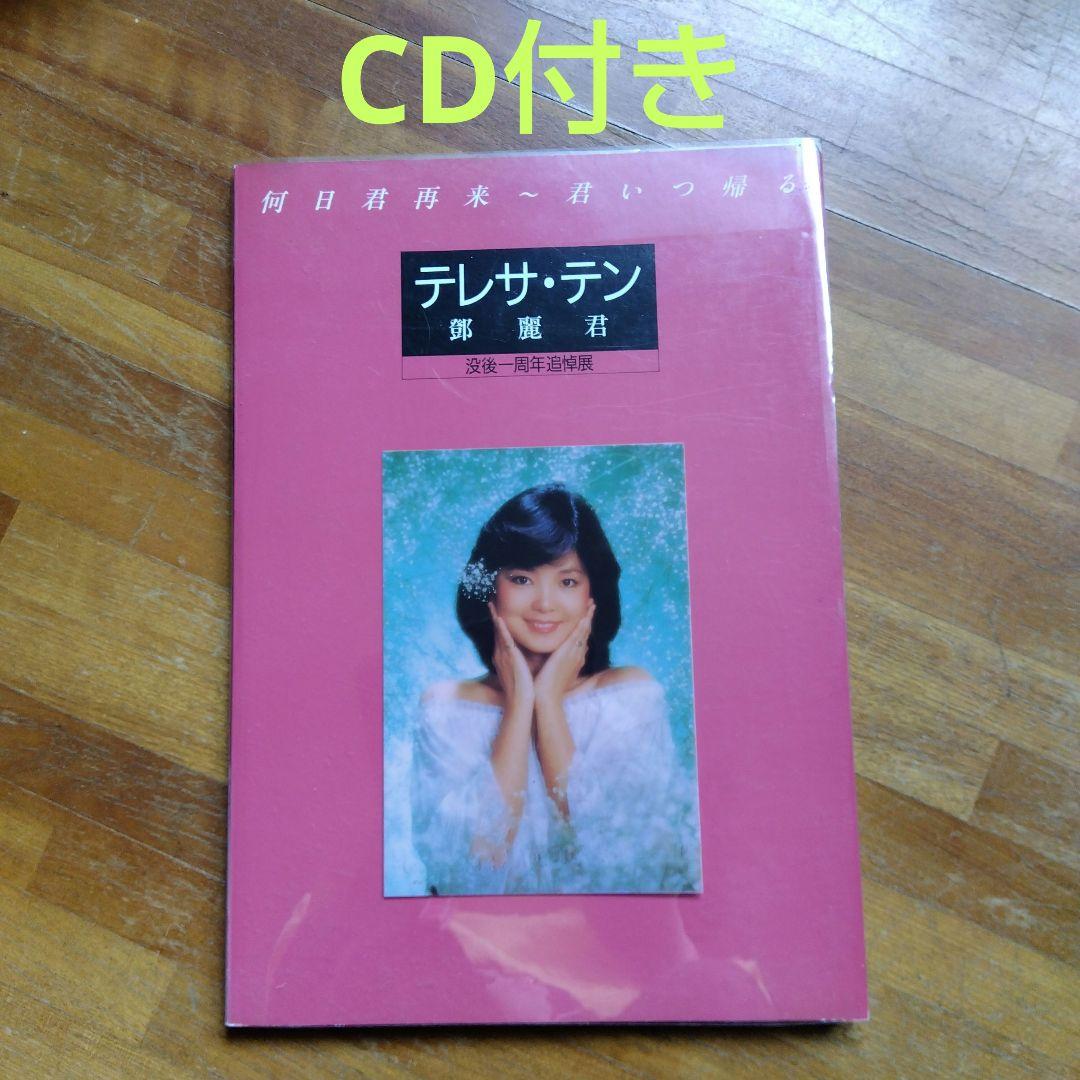 CD付き
何日君再来～君いつ帰る
テレサ・テン
鄧麗君
没後一周年追悼展